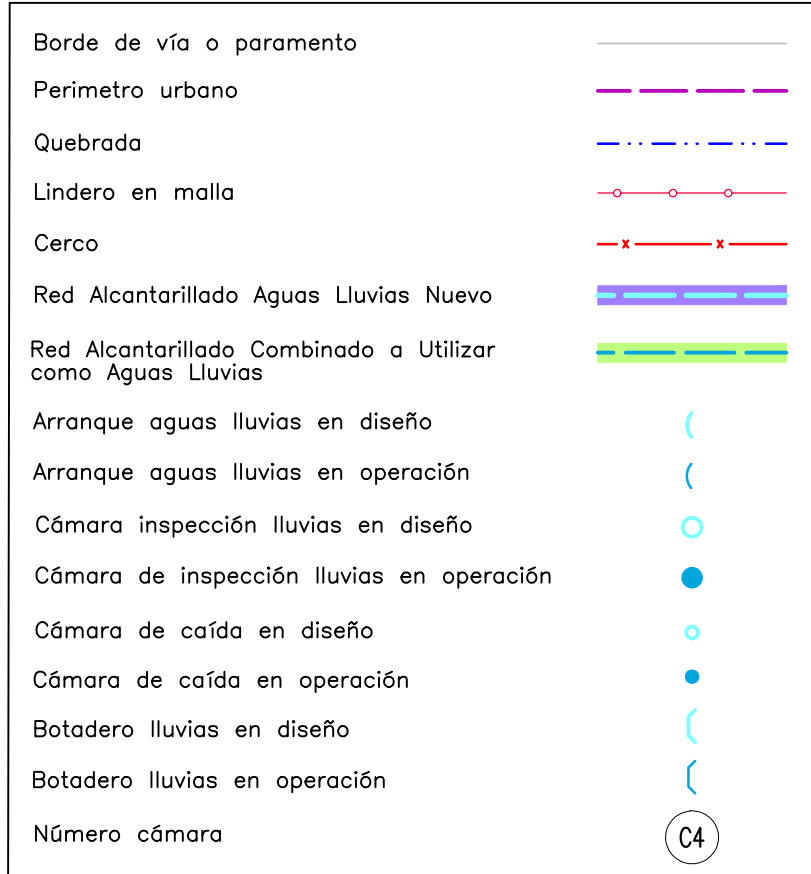 Borde de vía o paramento
Perimetro urbano
Quebrada
Lindero en malla
Cerco
Red Alcantarillado Aguas Lluvias Nuevo
Red Alcantarillado Combinado a Utilizar
como Aguas Lluvias
Arranque aguas lluvias en diseño
Arranque aguas lluvias en operación
Cámara inspección lluvias en diseño
Cámara de inspección lluvias en operación
Cámara de caída en diseño
Cámara de caída en operación
Botadero lluvias en diseño
Botadero lluvias en operación
Número cámara C4